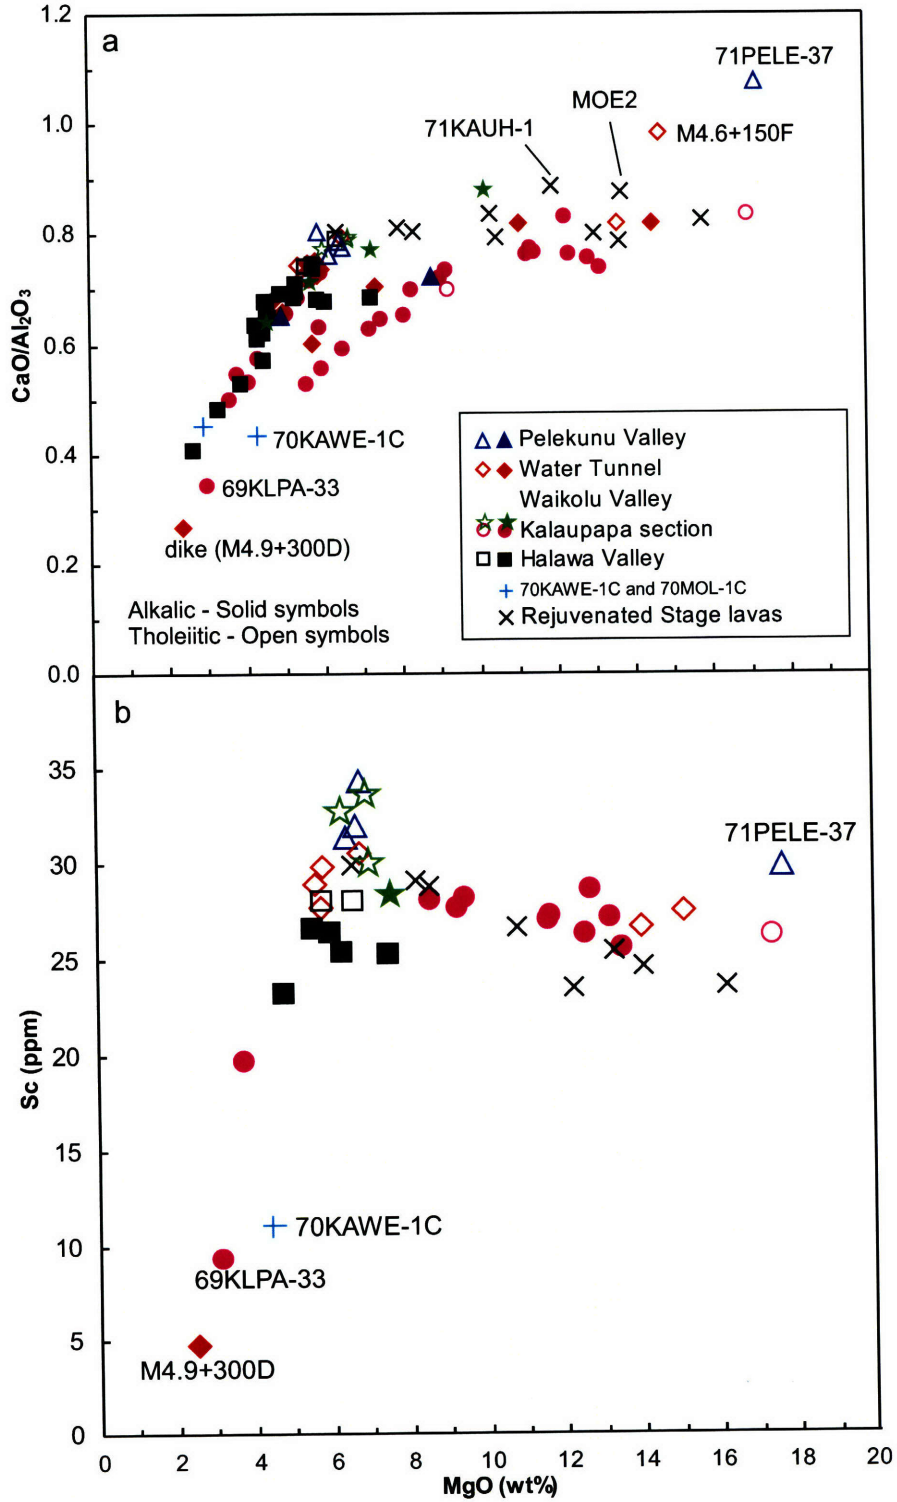 1.2
a
71PELE-37
MOE2
71KAUH-1
M4.6+150F
1.0
0.8
0.6
0.4
0.2
0.0
CaO/Al₂O₃
70KAWE-1C
69KLPA-33
dike (M4.9+300D)
Pelekunu Valley
Water Tunnel
Waikolu Valley
Kalaupapa section
Halawa Valley
70KAWE-1C and 70MOL-1C
Rejuvenated Stage lavas
Alkalic - Solid symbols
Tholeiitic - Open symbols
b
35
30
25
20
15
10
5
0
Sc (ppm)
71PELE-37
70KAWE-1C
69KLPA-33
M4.9+300D
0 2 4 6 8 10 12 14 16 18 20
MgO (wt%)